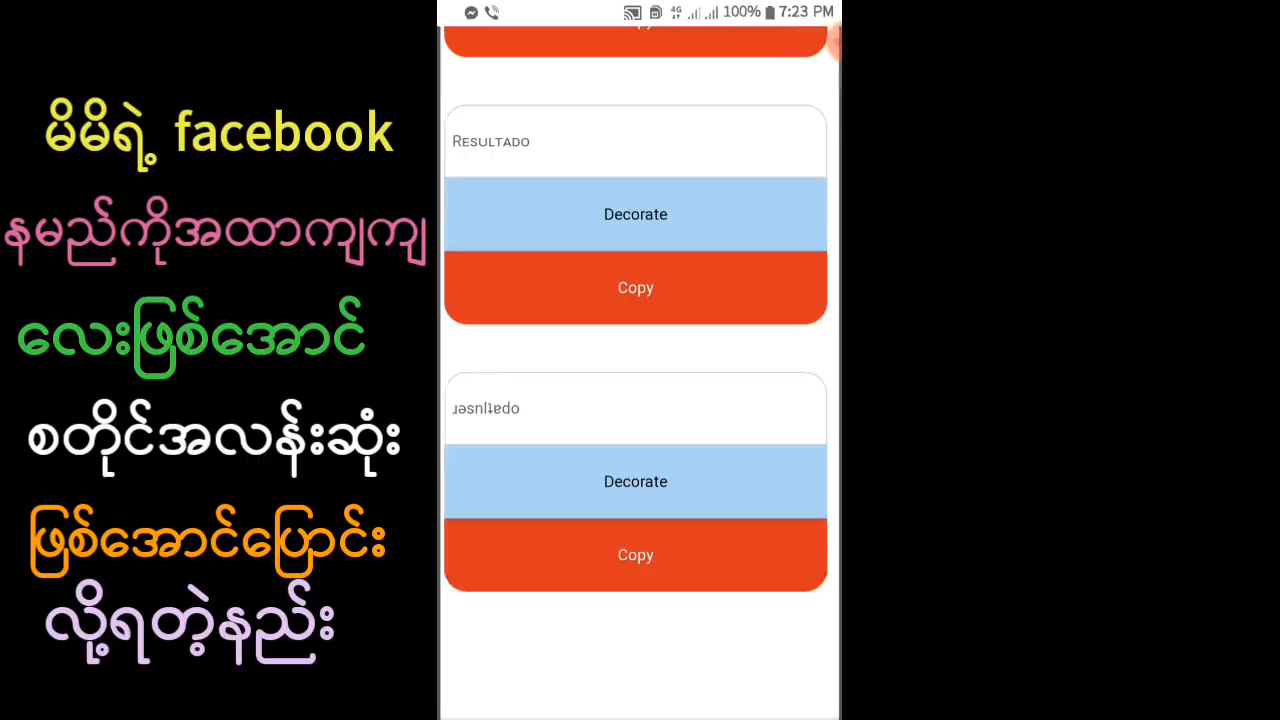 မိမိရဲ့ facebook
နမည်ကိုအထာကျကျ
လေးဖြစ်အောင်
စတိုင်အလန်းဆုံး
ဖြစ်အောင်ပြောင်း
လို့ရတဲ့နည်း
4G 100% 7:23 PM
Rᴇsᴜʟᴛᴀᴅᴏ
Decorate
Copy
ɹǝsnlʇɐdo
Decorate
Copy